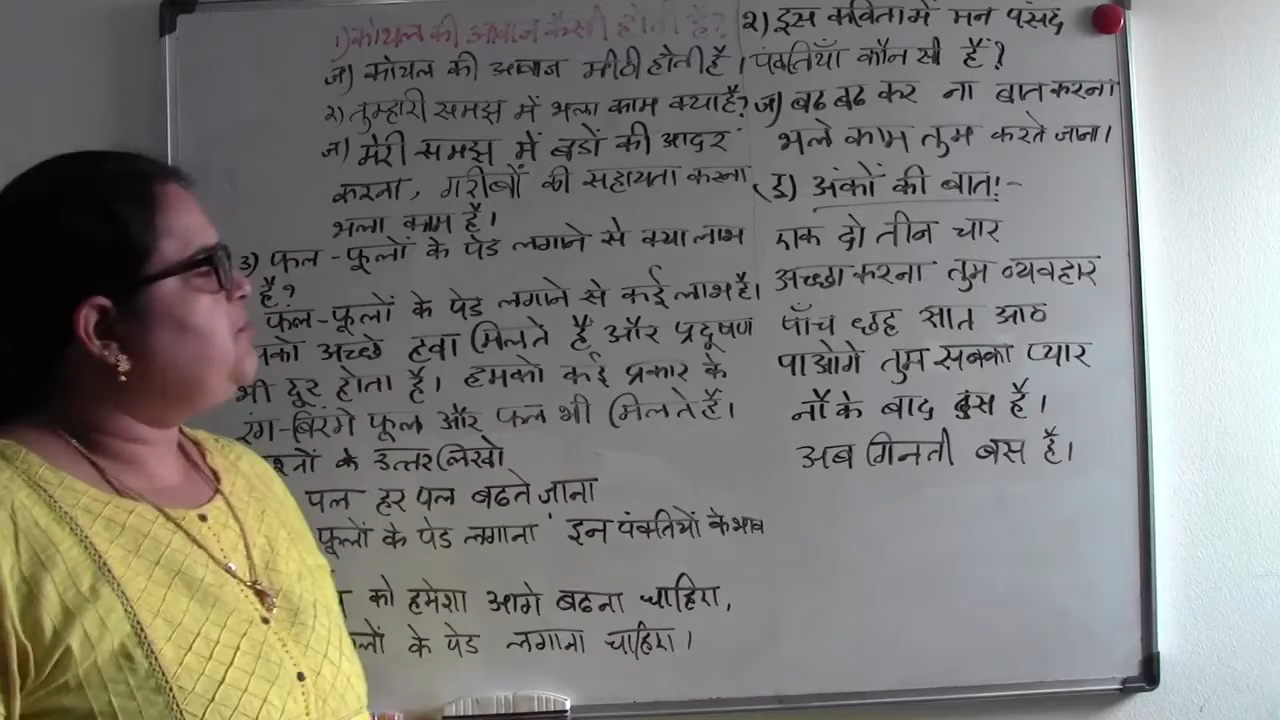 १) कोयल की आवाज कैसी होती है?
ज) कोयल की आवाज मीठी होती है।
२) तुम्हारी समझ में भला काम क्या है?
ज) मेरी समझ में बडों की आदर
करना, गरीबों की सहायता करना
भला काम है।
३) फल-फूलों के पेड लगाने से क्या लाभ
है?
फल-फूलों के पेड लगाने से कई लाभ है।
अच्छे हवा मिलते है और प्रदूषण
भी दूर होता है। हमको कई प्रकार के
रंग-बिरंगे फूल और फल भी मिलते है।
के उत्तर लिखो
पल हर पल बढते जाना
फूलों के पेड लगाना' इन पंक्तियों के भाव
को हमेशा आगे बढना चाहिए,
के पेड लगाना चाहिए।
२) इस कविता में मन पसंद
पंक्तियाँ कौन सी है?
ज) बढ बढ कर ना बात करना
भले काम तुम करते जाना।
(ई) अंकों की बात!-
एक दो तीन चार
अच्छा करना तुम व्यवहार
पाँच छह सात आठ
पाओगे तुम सबका प्यार
नौ के बाद दस है।
अब गिनती बस है।